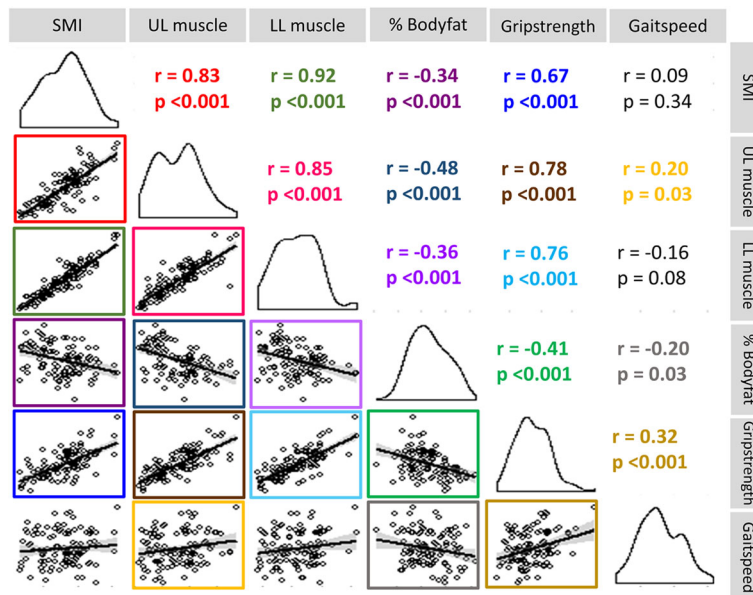 SMI UL muscle LL muscle % Bodyfat Gripstrength Gaitspeed
r = 0.83 r = 0.92 r = -0.34 r = 0.67 r = 0.09
p <0.001 p <0.001 p <0.001 p <0.001 p = 0.34
SMI
r = 0.85 r = -0.48 r = 0.78 r = 0.20
p <0.001 p <0.001 p <0.001 p = 0.03
UL muscle
r = -0.36 r = 0.76 r = -0.16
p <0.001 p <0.001 p = 0.08
LL muscle
r = -0.41 r = -0.20
p <0.001 p = 0.03
% Bodyfat
r = 0.32
p <0.001
Gripstrength
Gaitspeed